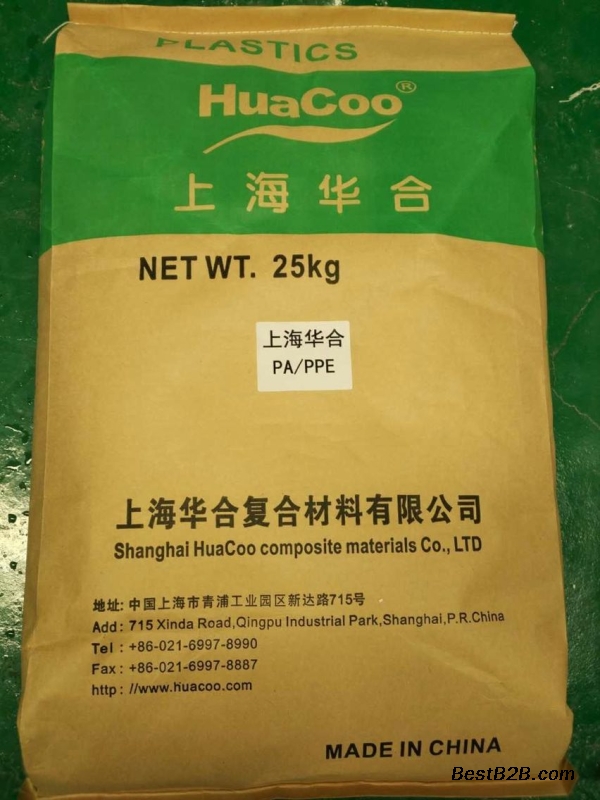 PLASTICS
HuaCoo®
上海华合
NET WT. 25kg
上海华合
PA/PPE
上海华合复合材料有限公司
Shanghai HuaCoo composite materials Co., LTD
地址: 中国上海市青浦工业园区新达路715号
Add: 715 Xinda Road,Qingpu Industrial Park,Shanghai,P.R.China
Tel: +86-021-6997-8990
Fax: +86-021-6997-8887
http: //www.huacoo.com
MADE IN CHINA
BestB2B.com